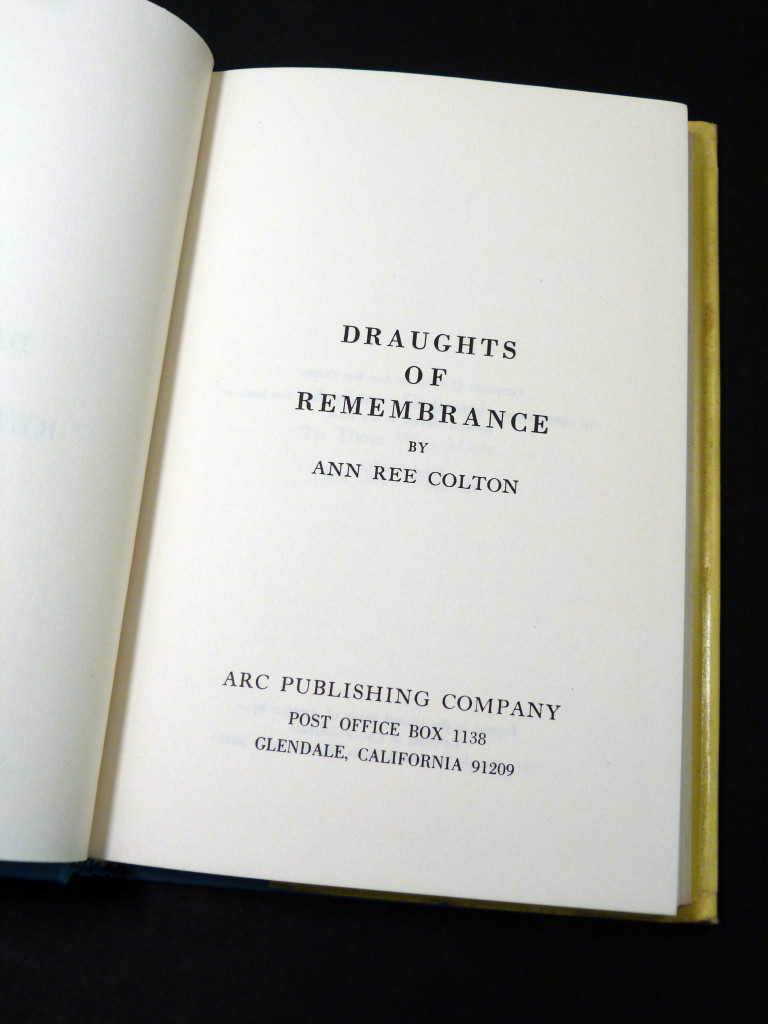 DRAUGHTS
OF
REMEMBRANCE
BY
ANN REE COLTON
ARC PUBLISHING COMPANY
POST OFFICE BOX 1138
GLENDALE, CALIFORNIA 91209